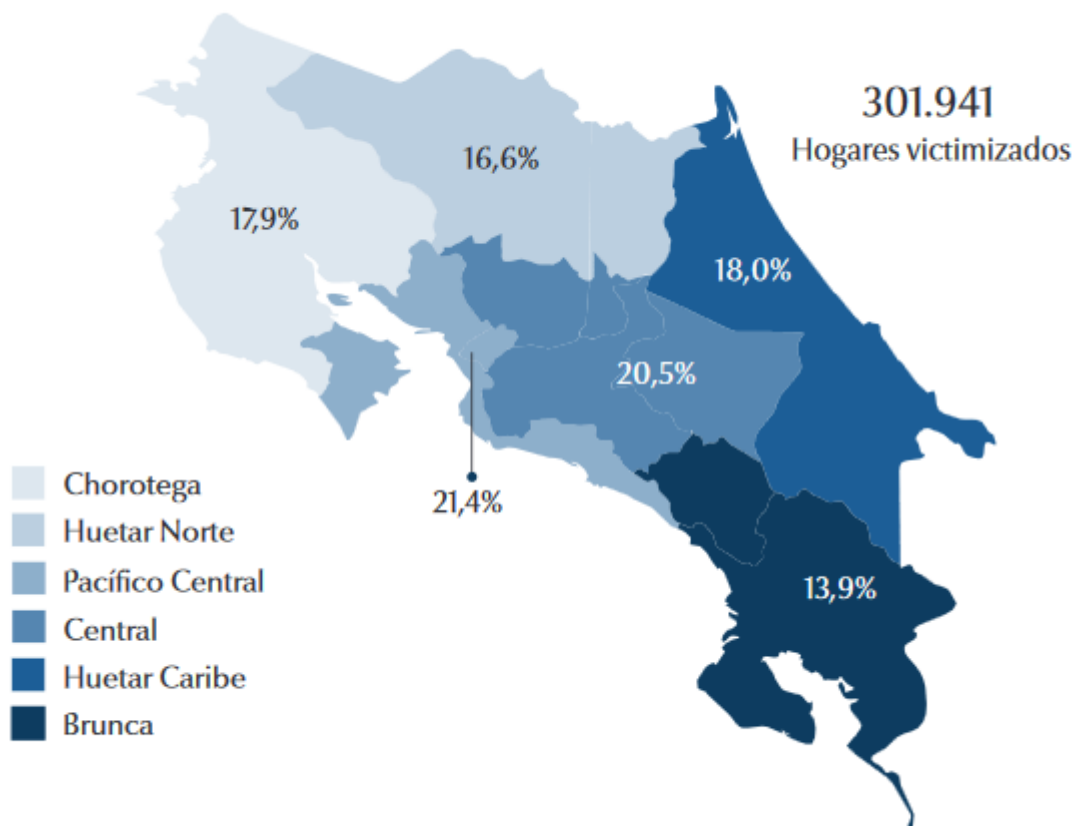 301.941
Hogares victimizados
16,6%
17,9%
18,0%
20,5%
21,4%
13,9%
Chorotega
Huetar Norte
Pacífico Central
Central
Huetar Caribe
Brunca